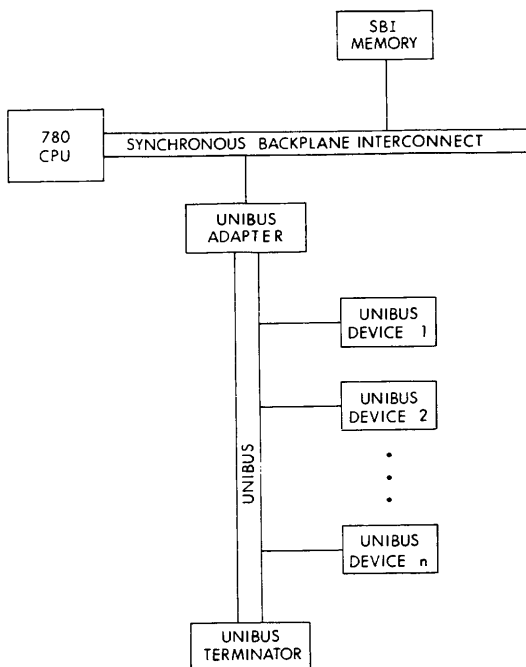 SBI
MEMORY
780
CPU
SYNCHRONOUS BACKPLANE INTERCONNECT
UNIBUS
ADAPTER
UNIBUS
DEVICE 1
UNIBUS
DEVICE 2
UNIBUS
UNIBUS
DEVICE n
UNIBUS
TERMINATOR